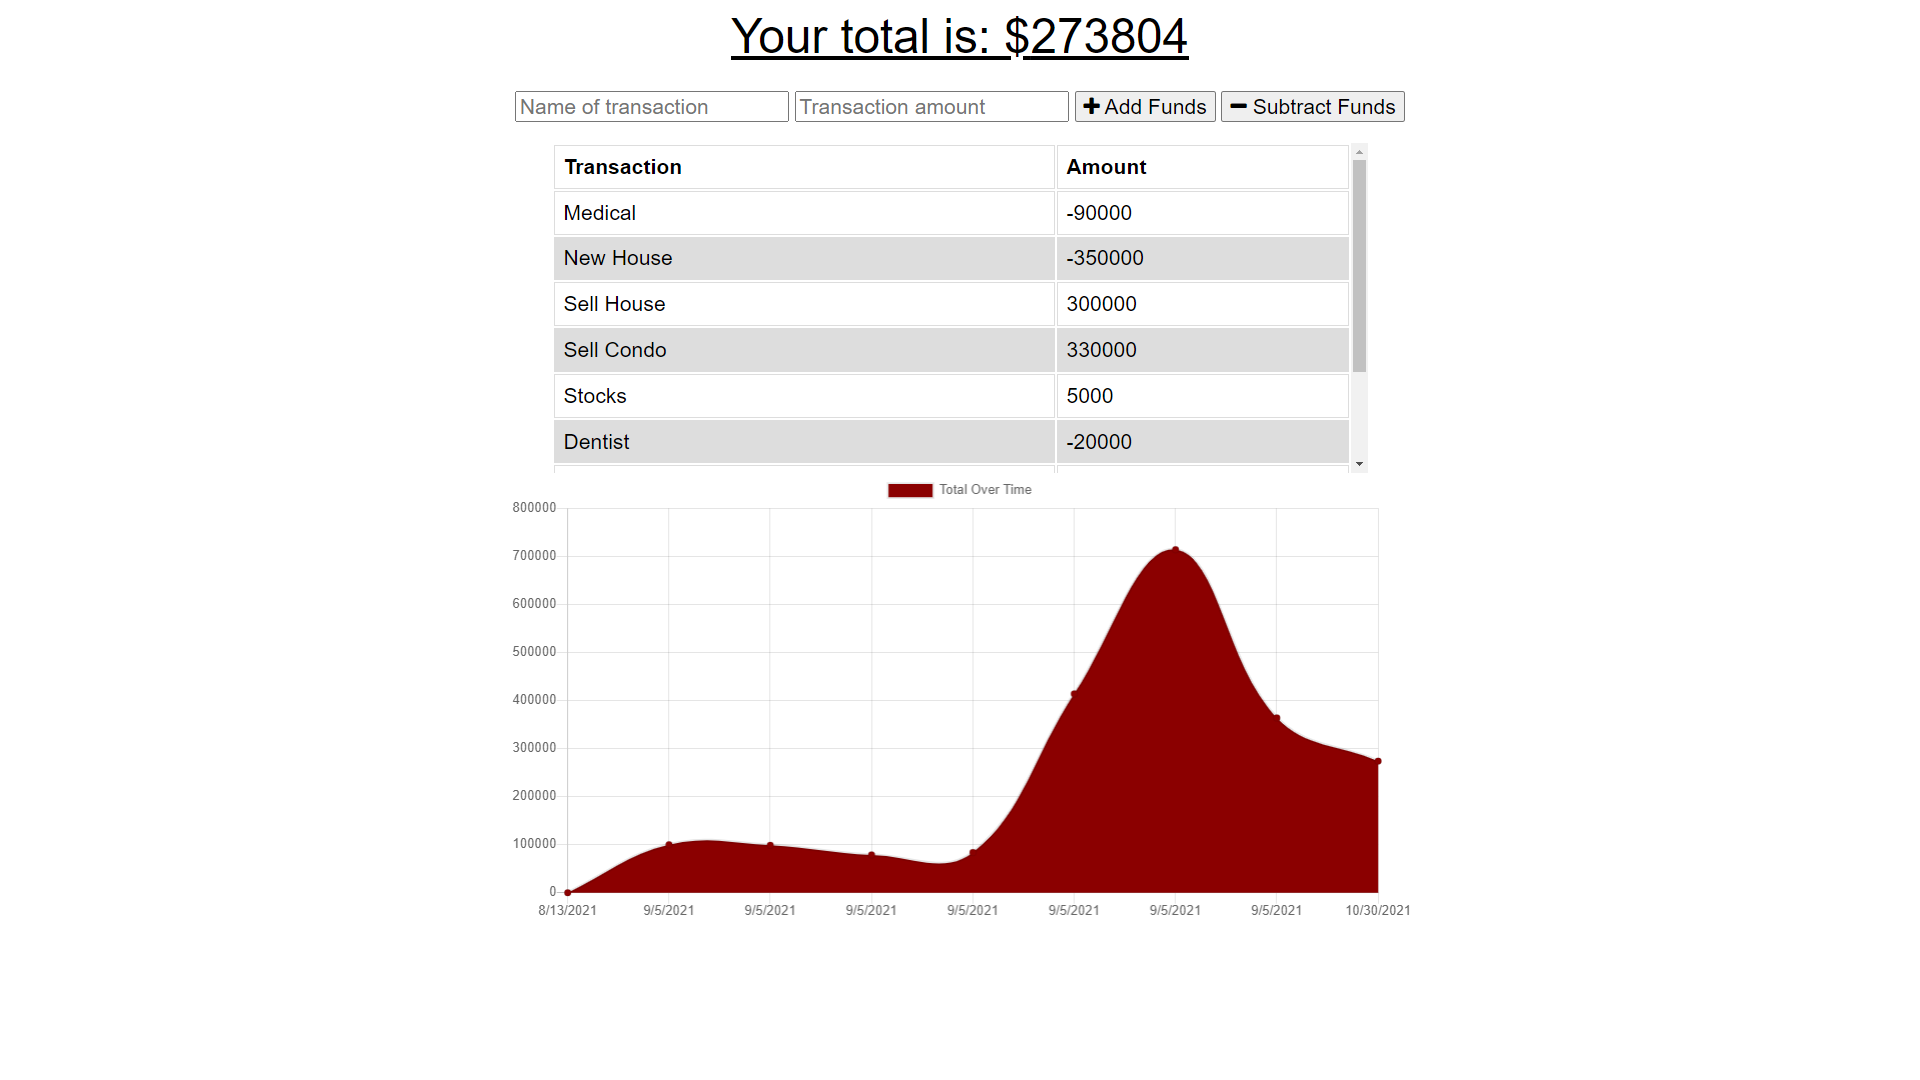 Your total is: $273804
Name of transaction Transaction amount Add Funds Subtract Funds
Transaction Amount
Medical -90000
New House -350000
Sell House 300000
Sell Condo 330000
Stocks 5000
Dentist -20000
Total Over Time
800000
700000
600000
500000
400000
300000
200000
100000
0
8/13/2021 9/5/2021 9/5/2021 9/5/2021 9/5/2021 9/5/2021 9/5/2021 9/5/2021 10/30/2021